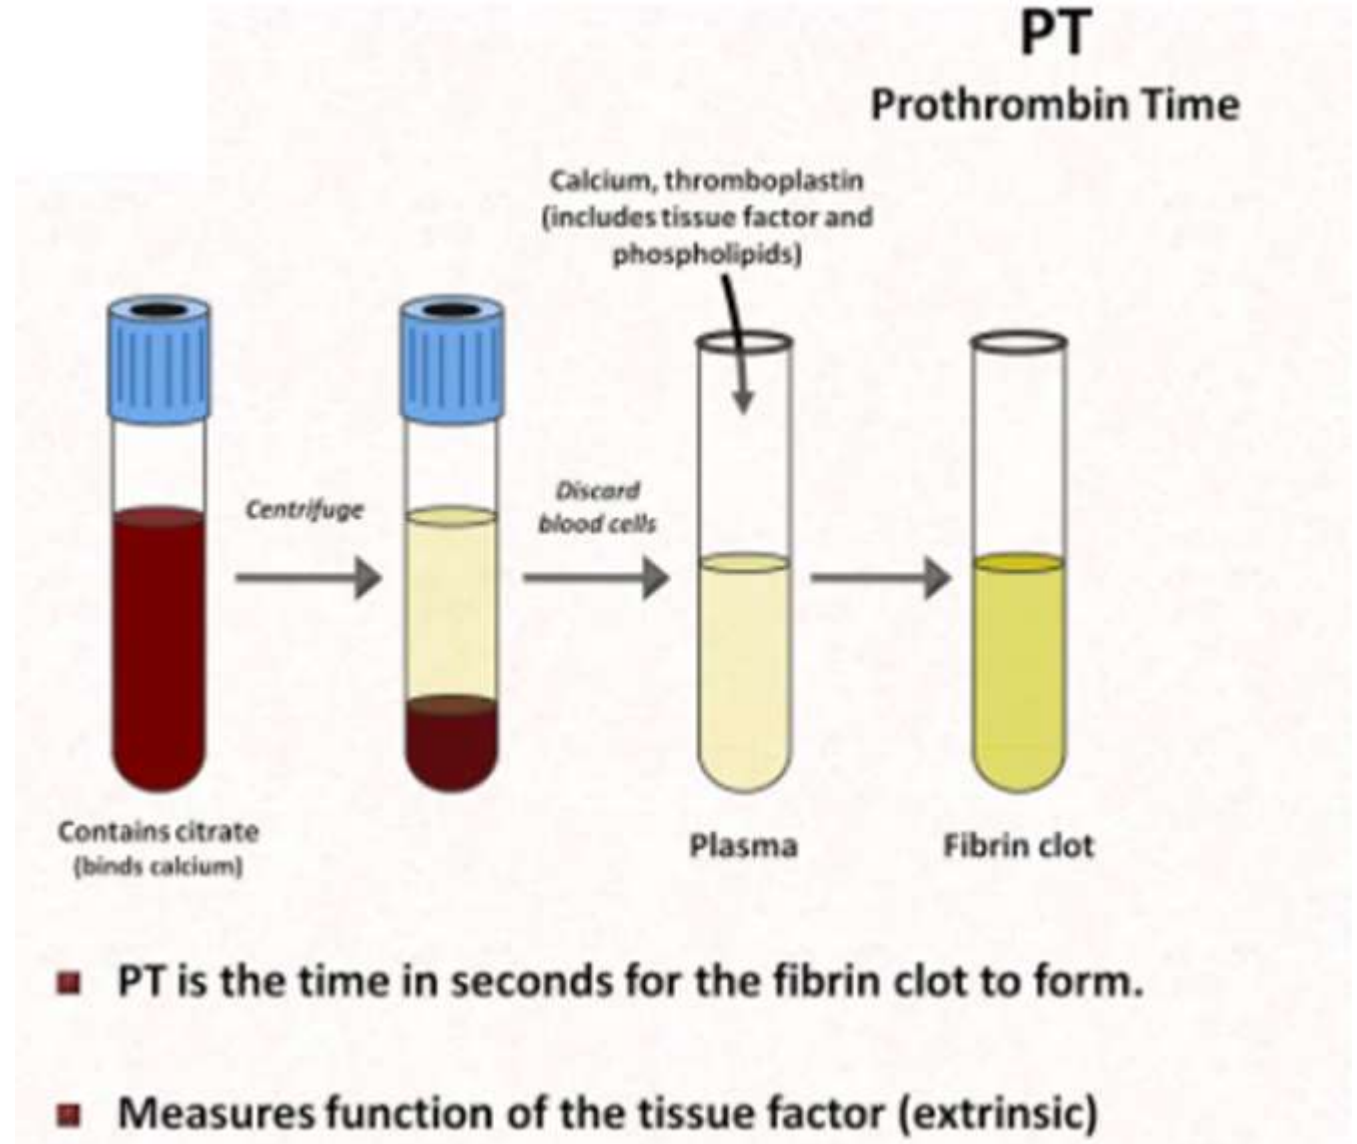 PT
Prothrombin Time
Calcium, thromboplastin
(includes tissue factor and
phospholipids)
Centrifuge
Discard
blood cells
Contains citrate
(binds calcium)
Plasma
Fibrin clot
PT is the time in seconds for the fibrin clot to form.
Measures function of the tissue factor (extrinsic)